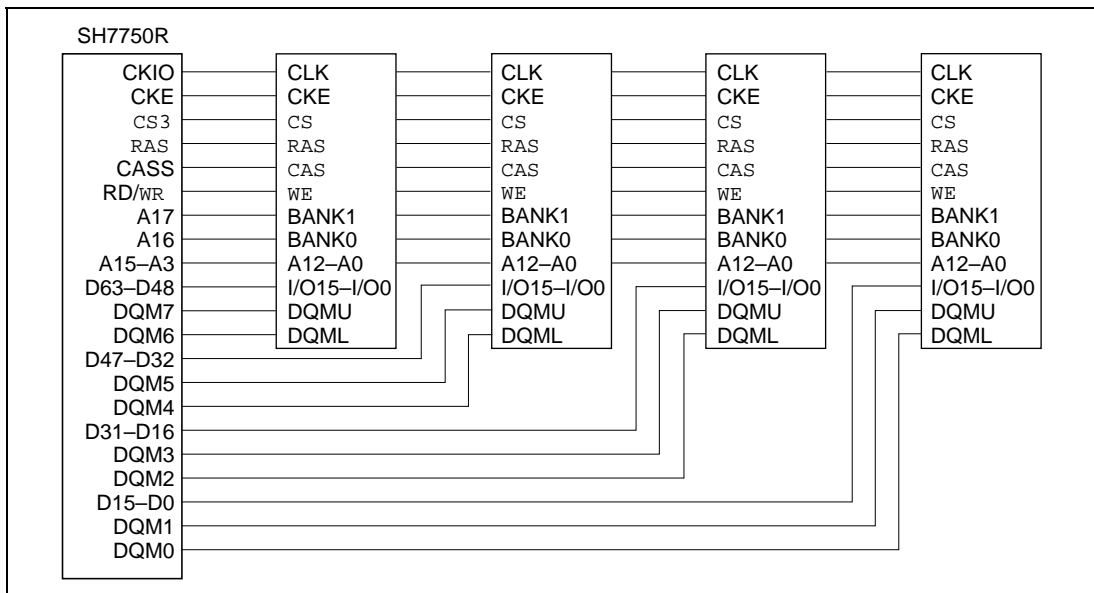 SH7750R
CKIO CLK CLK CLK CLK
CKE CKE CKE CKE CKE
CS3 CS CS CS CS
RAS RAS RAS RAS RAS
CASS CAS CAS CAS CAS
RD/WR WE WE WE WE
A17 BANK1 BANK1 BANK1 BANK1
A16 BANK0 BANK0 BANK0 BANK0
A15–A3 A12–A0 A12–A0 A12–A0 A12–A0
D63–D48 I/O15–I/O0 I/O15–I/O0 I/O15–I/O0 I/O15–I/O0
DQM7 DQMU DQMU DQMU DQMU
DQM6 DQML DQML DQML DQML
D47–D32
DQM5
DQM4
D31–D16
DQM3
DQM2
D15–D0
DQM1
DQM0